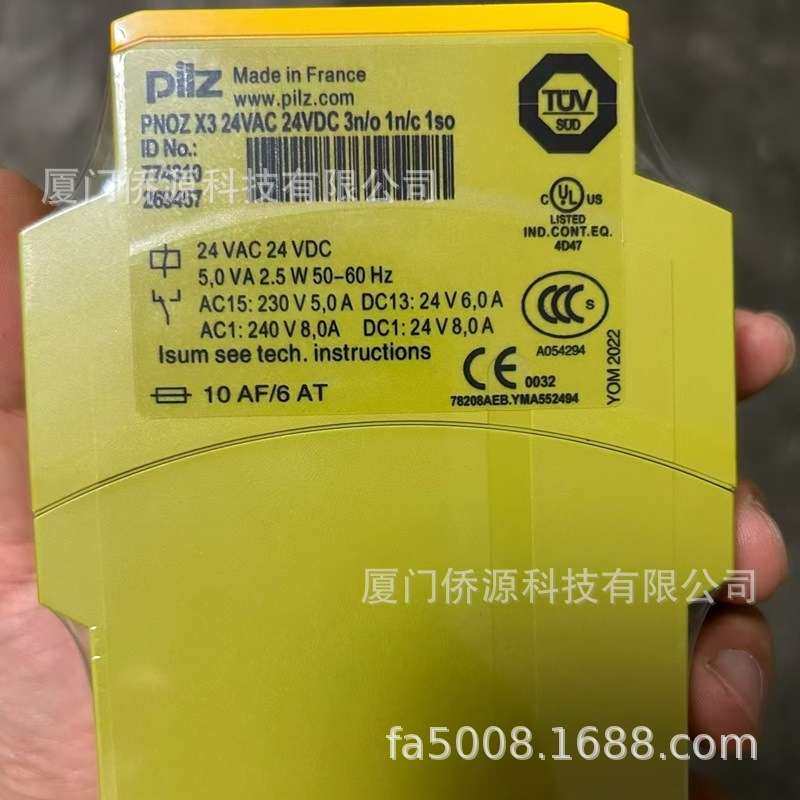 pilz Made in France
www.pilz.com
PNOZ X3 24VAC 24VDC 3n/o 1n/c 1so
ID No.:
774310
厦门侨源科技有限公司
24 VAC 24 VDC
5,0 VA 2.5 W 50-60 Hz
AC15: 230 V 5,0 A DC13: 24 V 6,0 A
AC1: 240 V 8,0A DC1: 24 V 8,0 A
Isum see tech. instructions
10 AF/6 AT
TÜV
SÜD
C UL US
LISTED
IND.CONT.EQ.
4D47
CCC S
A054294
CE 0032
78208AEB.YMA552494
YOM 2022
厦门侨源科技有限公司
fa5008.1688.com